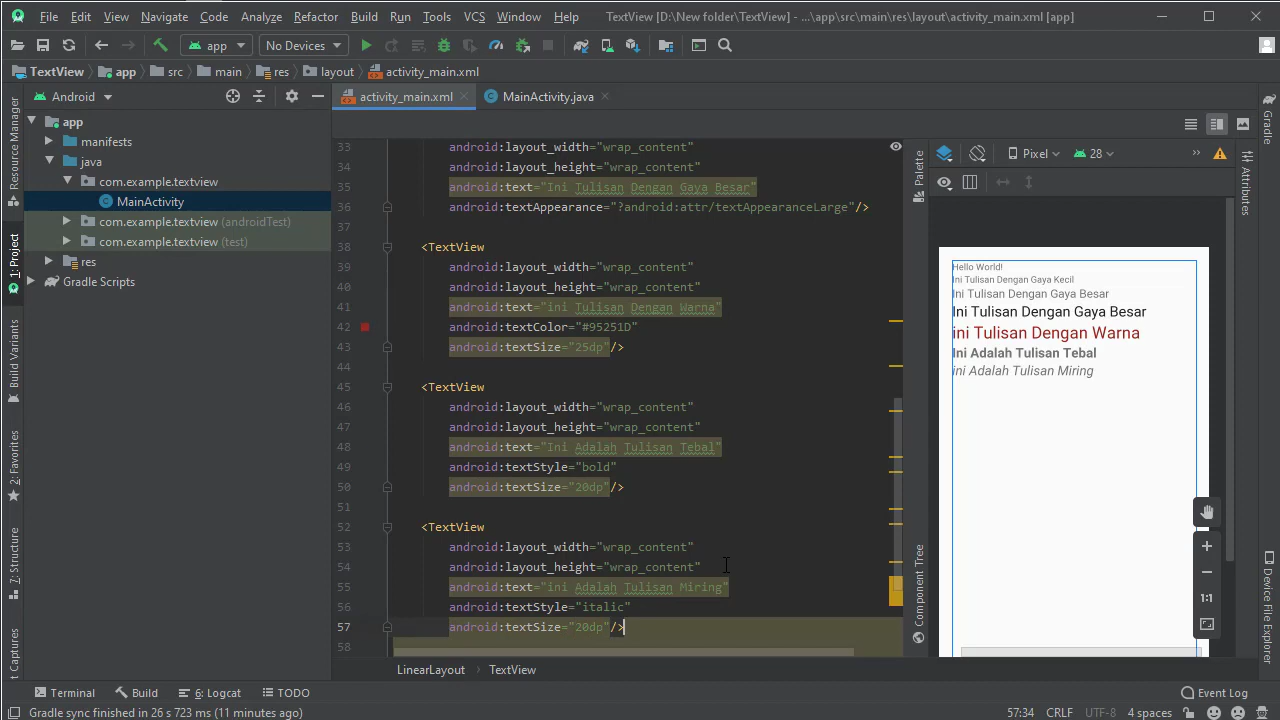 File Edit View Navigate Code Analyze Refactor Build Run Tools VCS Window Help TextView [D:\New folder\TextView] - ...\app\src\main\res\layout\activity_main.xml [app]
app No Devices
TextView app src main res layout activity_main.xml
Android activity_main.xml MainActivity.java
Resource Manager
1: Project
Build Variants
2: Favorites
7: Structure
t Captures
app
manifests
java
com.example.textview
MainActivity
com.example.textview (androidTest)
com.example.textview (test)
res
Gradle Scripts
33 android:layout_width="wrap_content"
34 android:layout_height="wrap_content"
35 android:text="Ini Tulisan Dengan Gaya Besar"
36 android:textAppearance="?android:attr/textAppearanceLarge"/>
37
38 <TextView
39 android:layout_width="wrap_content"
40 android:layout_height="wrap_content"
41 android:text="ini Tulisan Dengan Warna"
42 android:textColor="#95251D"
43 android:textSize="25dp"/>
44
45 <TextView
46 android:layout_width="wrap_content"
47 android:layout_height="wrap_content"
48 android:text="Ini Adalah Tulisan Tebal"
49 android:textStyle="bold"
50 android:textSize="20dp"/>
51
52 <TextView
53 android:layout_width="wrap_content"
54 android:layout_height="wrap_content"
55 android:text="ini Adalah Tulisan Miring"
56 android:textStyle="italic"
57 android:textSize="20dp"/>
58
LinearLayout TextView
Palette
Component Tree
Pixel 28
Hello World!
Ini Tulisan Dengan Gaya Kecil
Ini Tulisan Dengan Gaya Besar
Ini Tulisan Dengan Gaya Besar
ini Tulisan Dengan Warna
Ini Adalah Tulisan Tebal
ini Adalah Tulisan Miring
1:1
Attributes
Gradle
Device File Explorer
Terminal Build 6: Logcat TODO Event Log
Gradle sync finished in 26 s 723 ms (11 minutes ago) 57:34 CRLF UTF-8 4 spaces